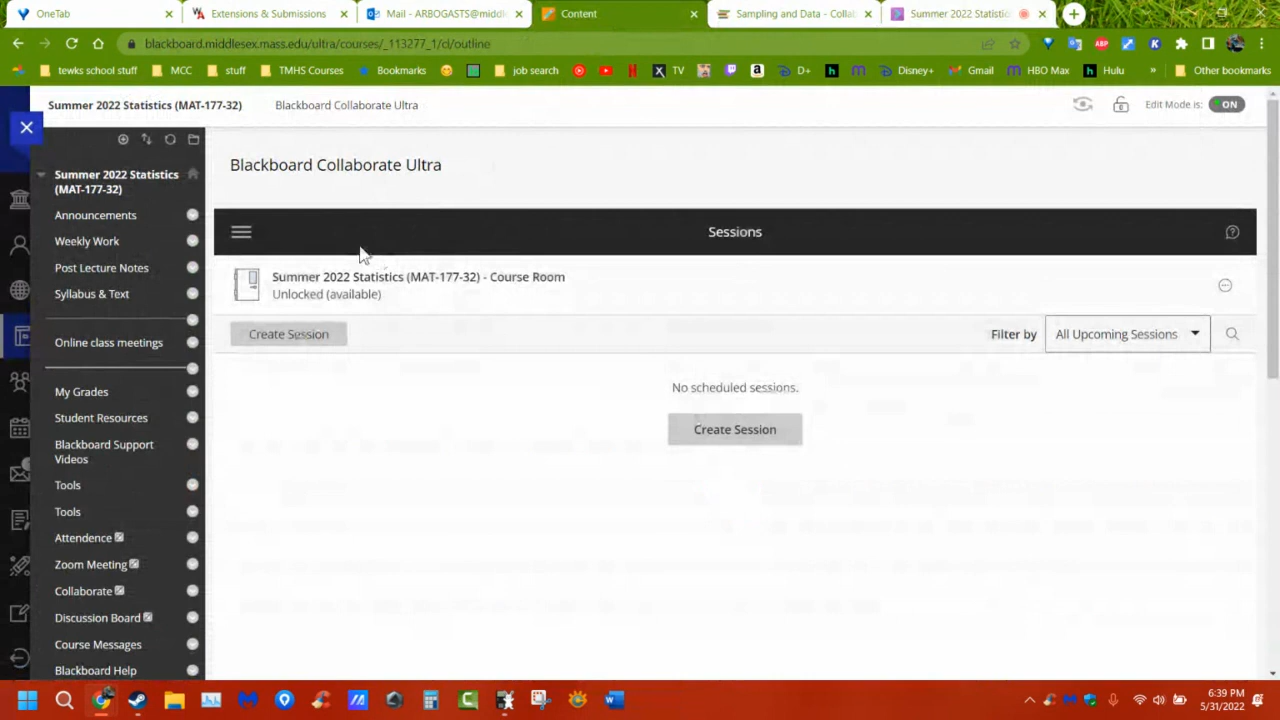 OneTab
Extensions & Submissions
Mail - ARBOGASTS@middl
Content
Sampling and Data - Collab
Summer 2022 Statistic
blackboard.middlesex.mass.edu/ultra/courses/_113277_1/cl/outline
tewks school stuff
MCC
stuff
TMHS Courses
Bookmarks
job search
TV
D+
Disney+
Gmail
HBO Max
Hulu
»
Other bookmarks
Summer 2022 Statistics (MAT-177-32)
Blackboard Collaborate Ultra
Edit Mode is:
ON
Summer 2022 Statistics
(MAT-177-32)
Announcements
Weekly Work
Post Lecture Notes
Syllabus & Text
Online class meetings
My Grades
Student Resources
Blackboard Support
Videos
Tools
Tools
Attendence
Zoom Meeting
Collaborate
Discussion Board
Course Messages
Blackboard Help
Blackboard Collaborate Ultra
Sessions
Summer 2022 Statistics (MAT-177-32) - Course Room
Unlocked (available)
Create Session
Filter by
All Upcoming Sessions
No scheduled sessions.
Create Session
6:39 PM
5/31/2022